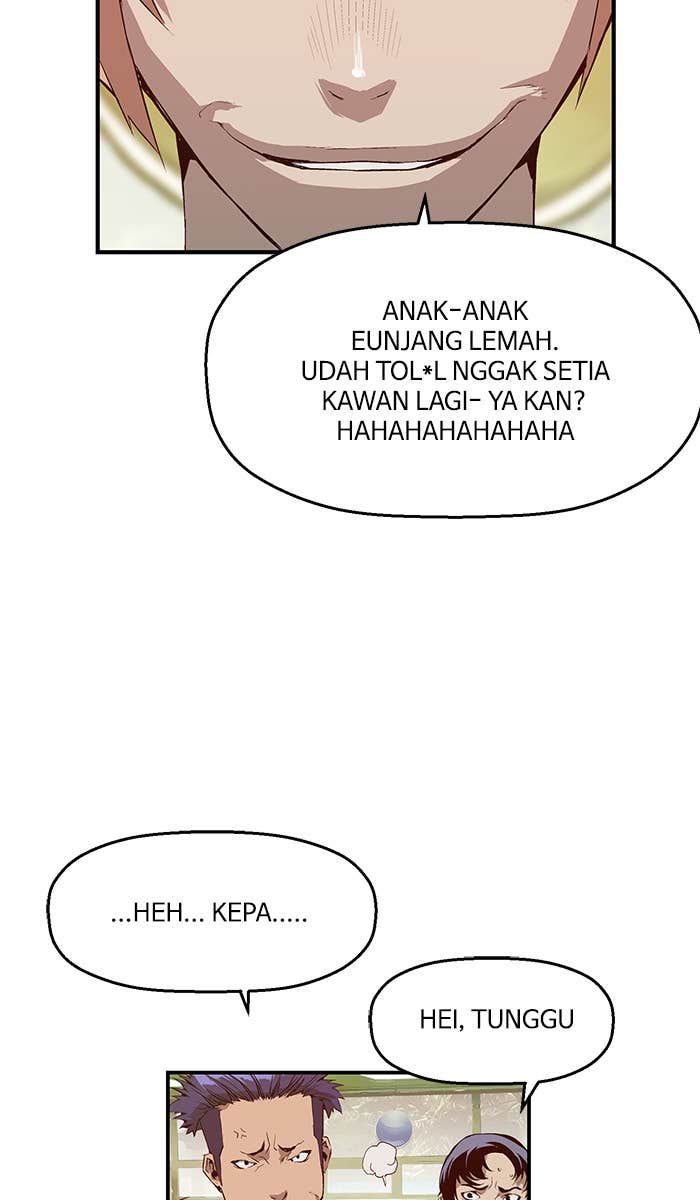 ANAK-ANAK
EUNJANG LEMAH.
UDAH TOL*L NGGAK SETIA
KAWAN LAGI- YA KAN?
HAHAHAHAHAHAHA
...HEH... KEPA.....
HEI, TUNGGU